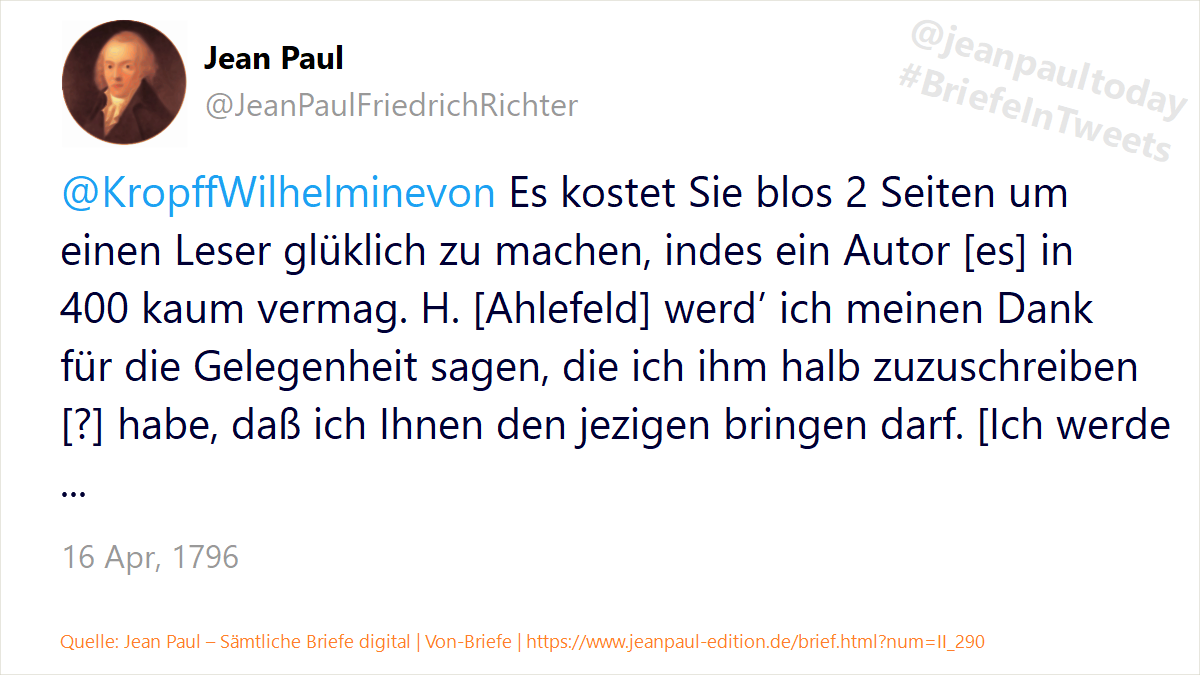 Jean Paul
@JeanPaulFriedrichRichter
@jeanpaultoday
#BriefeInTweets
@KropffWilhelminevon Es kostet Sie blos 2 Seiten um
einen Leser glüklich zu machen, indes ein Autor [es] in
400 kaum vermag. H. [Ahlefeld] werd’ ich meinen Dank
für die Gelegenheit sagen, die ich ihm halb zuzuschreiben
[?] habe, daß ich Ihnen den jezigen bringen darf. [Ich werde
...
16 Apr, 1796
Quelle: Jean Paul – Sämtliche Briefe digital | Von-Briefe | https://www.jeanpaul-edition.de/brief.html?num=II_290